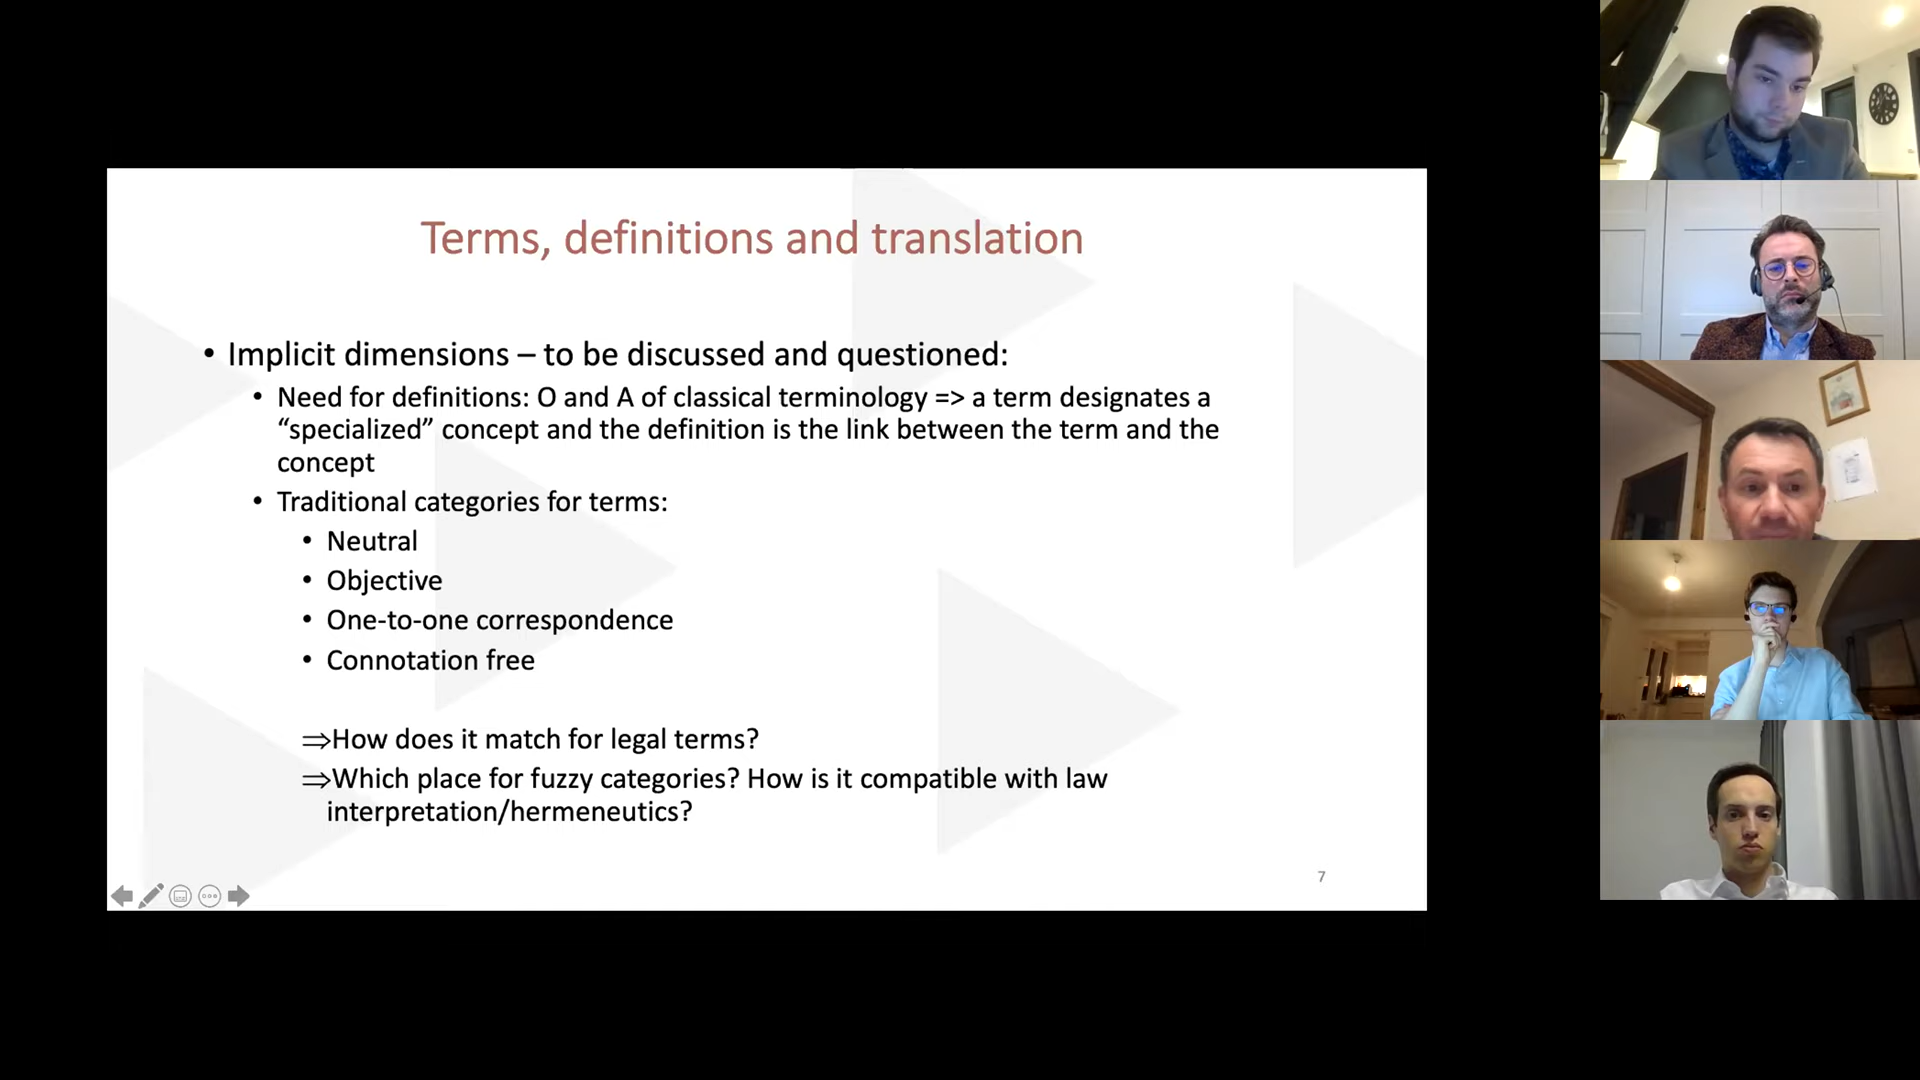 Terms, definitions and translation
• Implicit dimensions – to be discussed and questioned:
• Need for definitions: O and A of classical terminology => a term designates a
“specialized” concept and the definition is the link between the term and the
concept
• Traditional categories for terms:
• Neutral
• Objective
• One-to-one correspondence
• Connotation free
⇒How does it match for legal terms?
⇒Which place for fuzzy categories? How is it compatible with law
interpretation/hermeneutics?
7